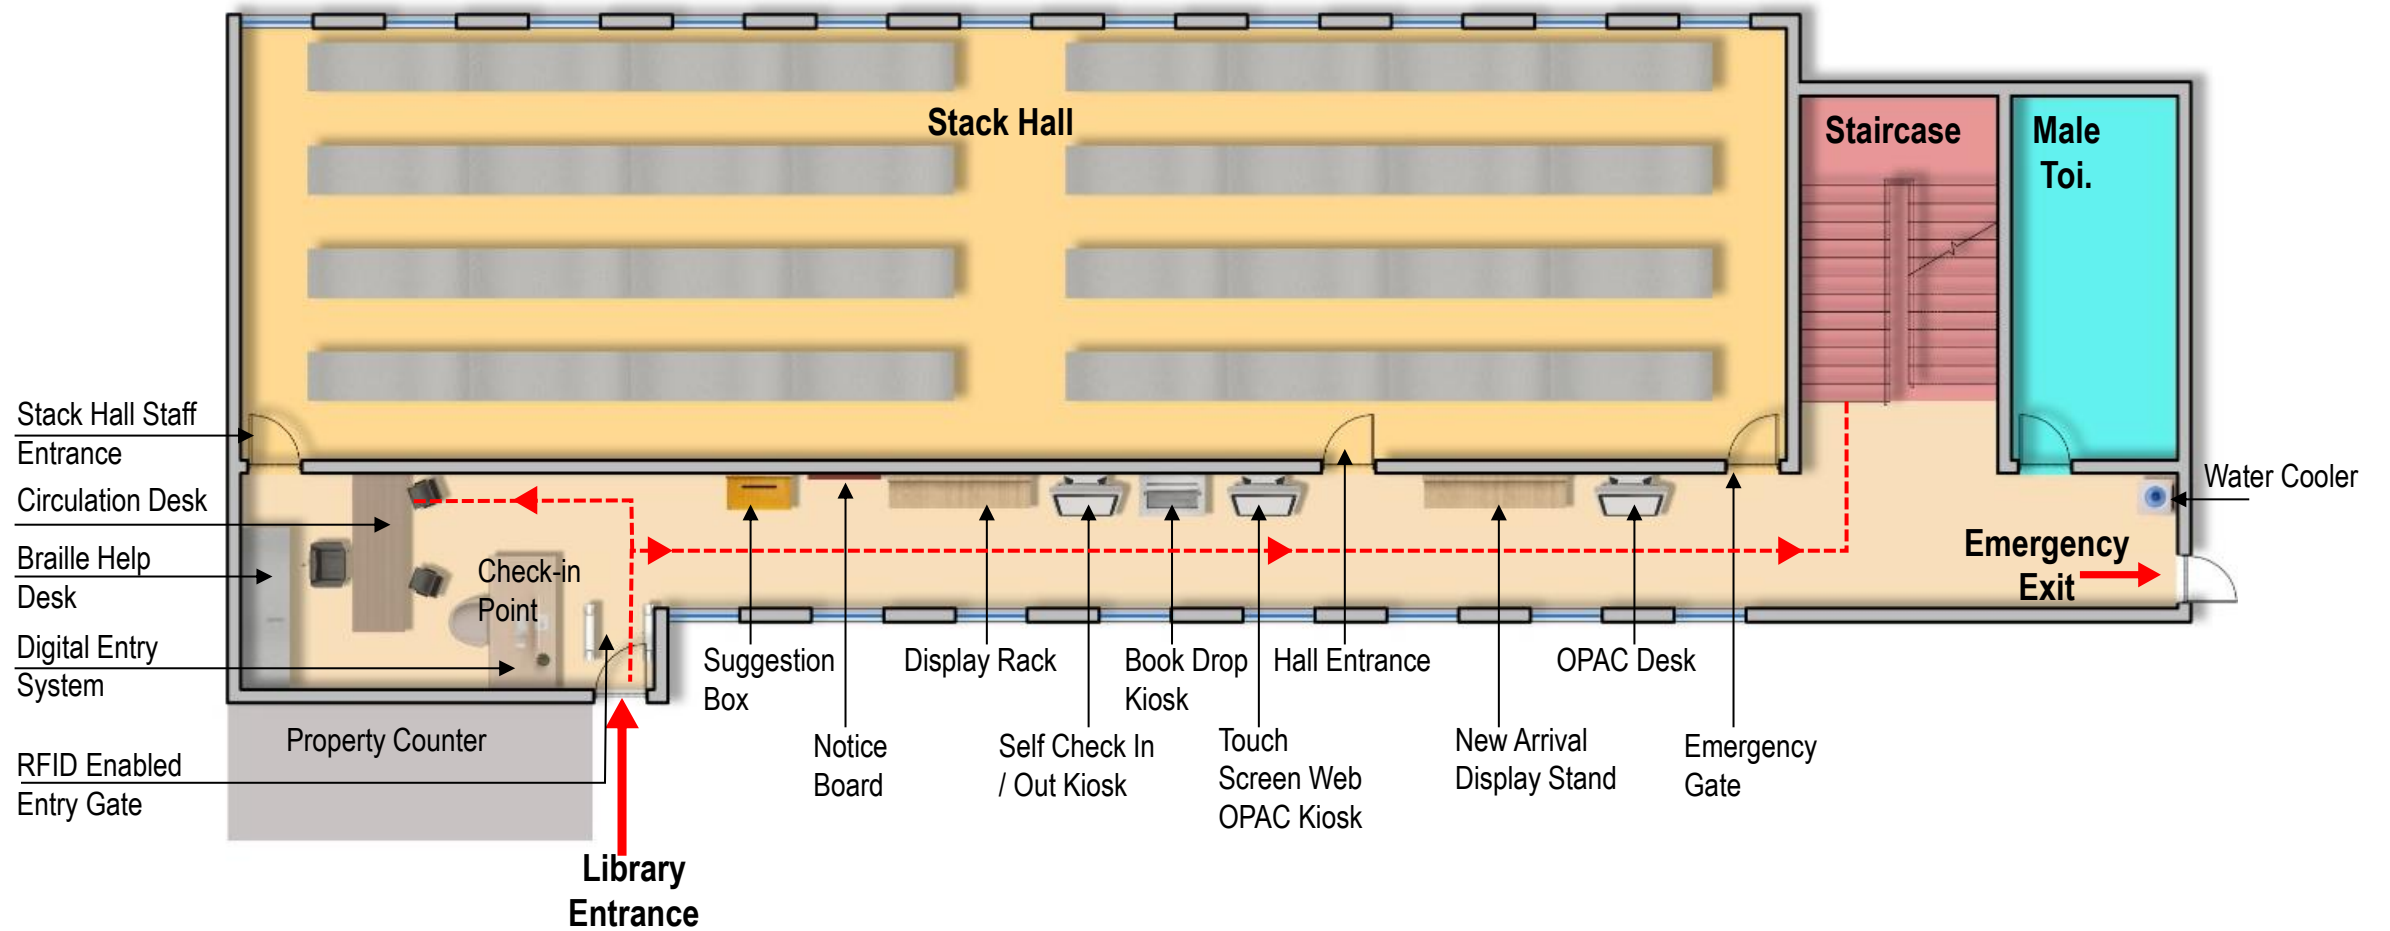 Stack Hall
Staircase
Male
Toi.
Stack Hall Staff
Entrance
Circulation Desk
Braille Help
Desk
Digital Entry
System
RFID Enabled
Entry Gate
Check-in
Point
Property Counter
Library
Entrance
Suggestion
Box
Notice
Board
Display Rack
Self Check In
/ Out Kiosk
Book Drop
Kiosk
Touch
Screen Web
OPAC Kiosk
Hall Entrance
New Arrival
Display Stand
OPAC Desk
Emergency
Gate
Emergency
Exit
Water Cooler